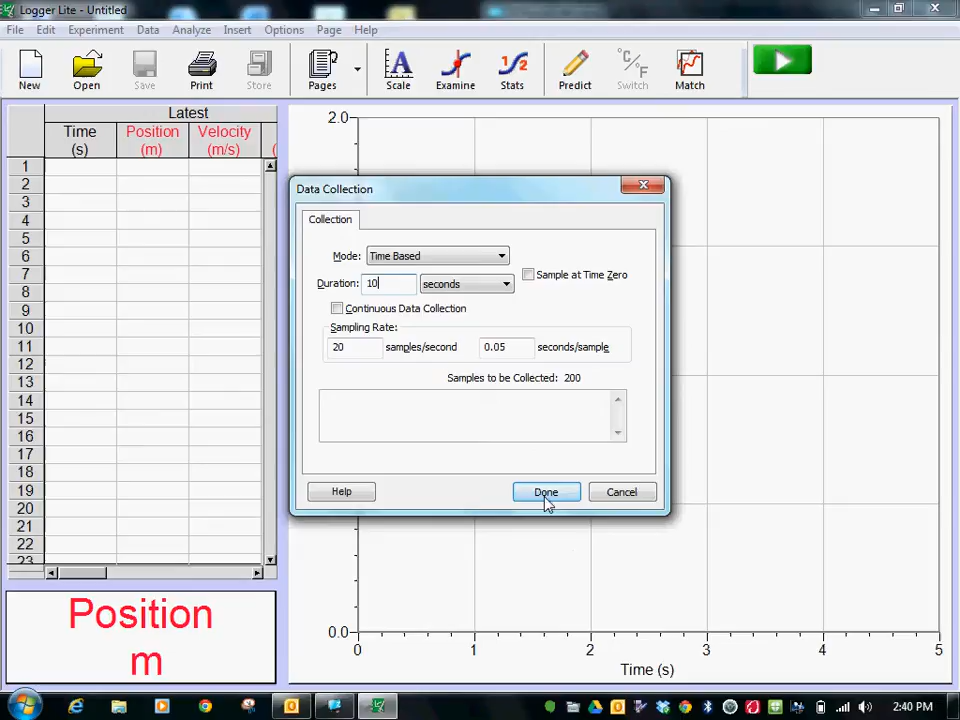 Logger Lite - Untitled
File Edit Experiment Data Analyze Insert Options Page Help
New Open Save Print Store Pages Scale Examine Stats Predict Switch Match
1/2
°C/°F
Latest
Time Position Velocity
(s) (m) (m/s) (
1
2
3
4
5
6
7
8
9
10
11
12
13
14
15
16
17
18
19
20
21
22
23
Position
m
2.0
0.0
0 1 2 3 4 5
Time (s)
Data Collection
Collection
Mode: Time Based
Duration: 10 seconds Sample at Time Zero
Continuous Data Collection
Sampling Rate:
20 samples/second 0.05 seconds/sample
Samples to be Collected: 200
Help Done Cancel
2:40 PM